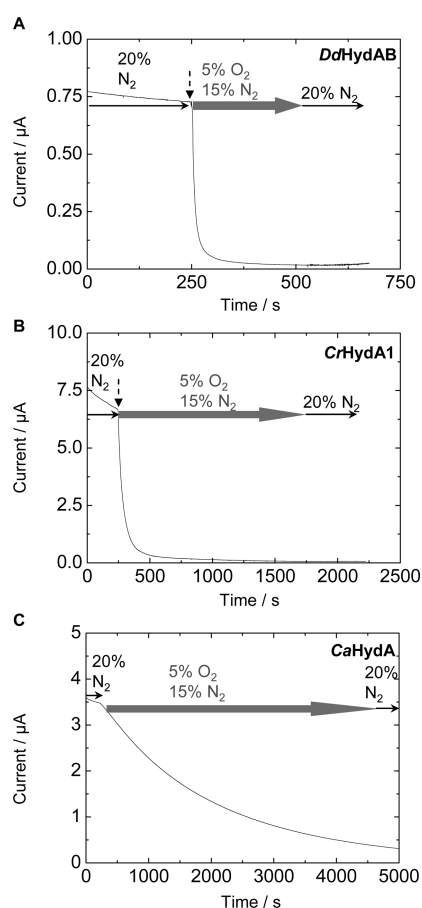 A
DdHydAB
1.00
0.75
0.50
0.25
0.00
Current / µA
20%
N2
5% O2
15% N2
20% N2
0
250
500
750
Time / s
B
CrHydA1
10.0
7.5
5.0
2.5
0.0
Current / µA
20%
N2
5% O2
15% N2
20% N2
0
500
1000
1500
2000
2500
Time / s
C
CaHydA
5
4
3
2
1
0
Current / µA
20%
N2
5% O2
15% N2
20%
N2
0
1000
2000
3000
4000
5000
Time / s